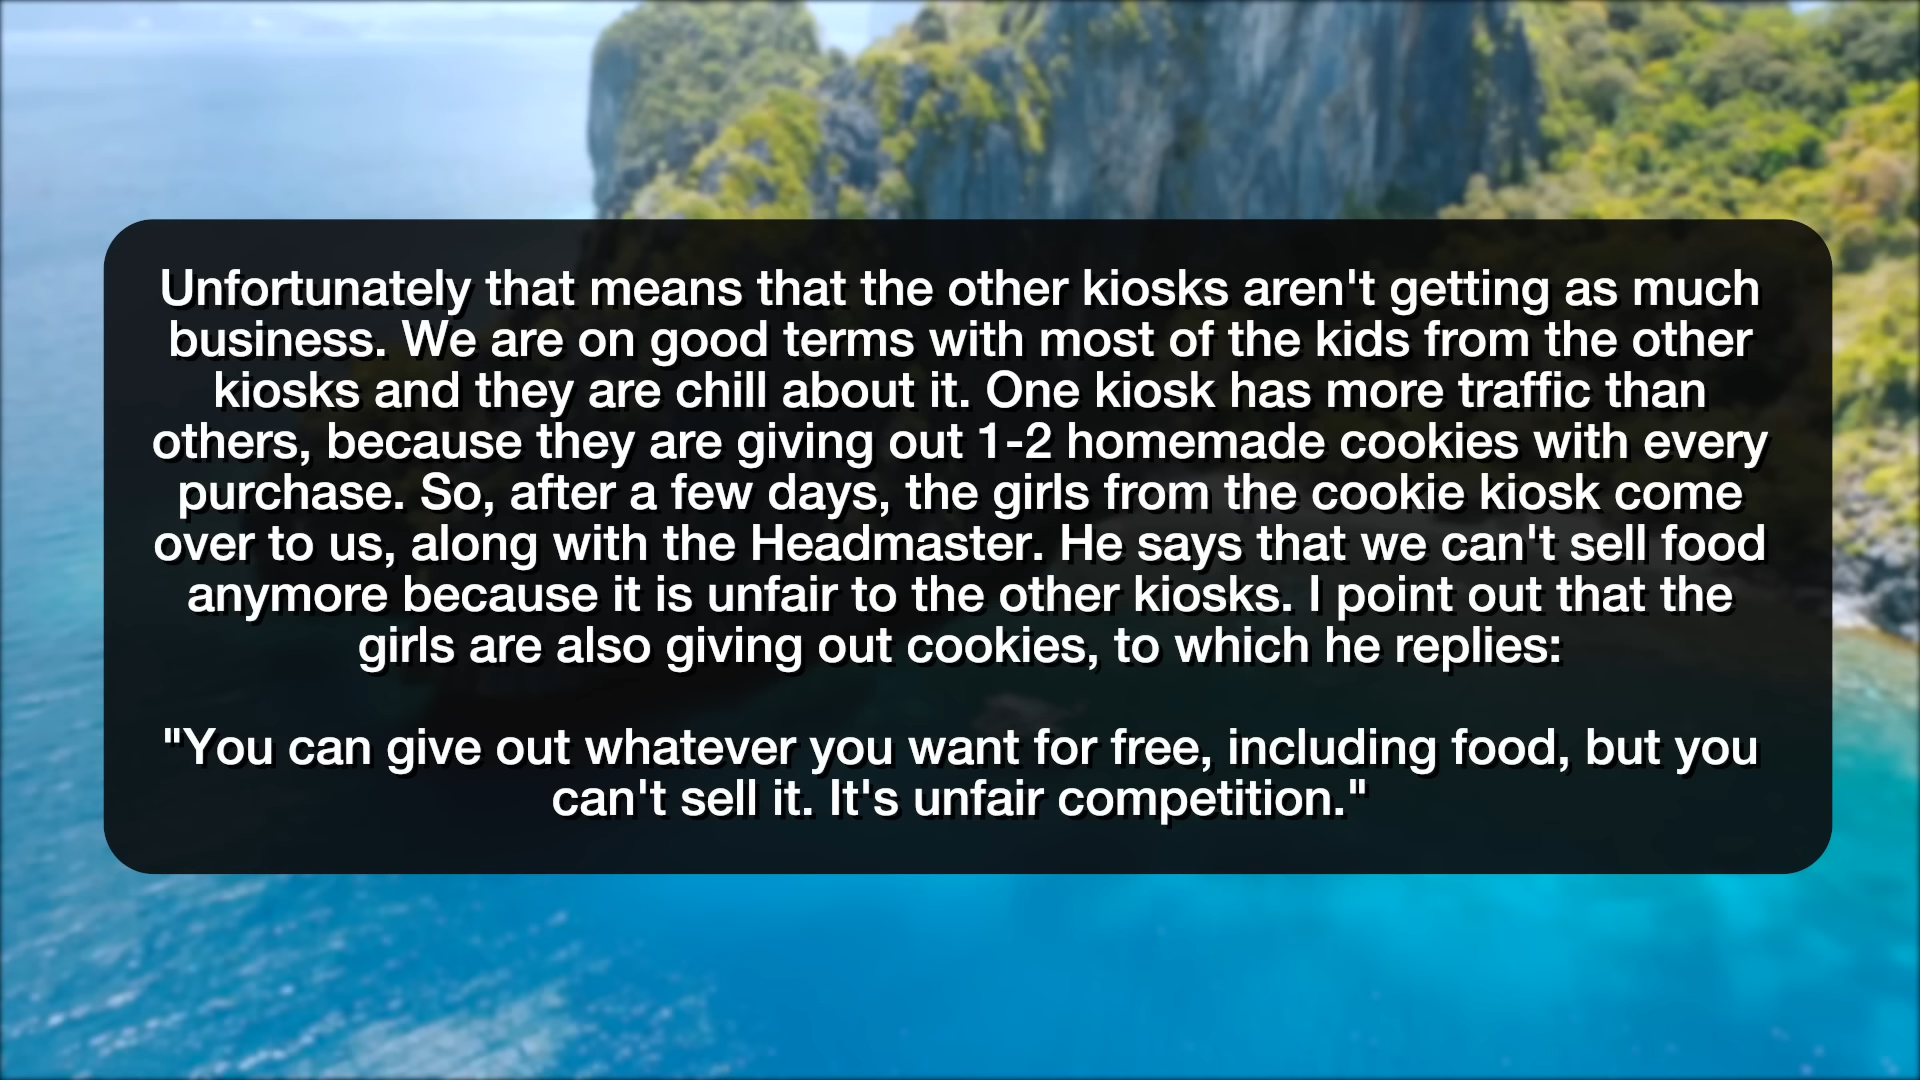 Unfortunately that means that the other kiosks aren't getting as much
business. We are on good terms with most of the kids from the other
kiosks and they are chill about it. One kiosk has more traffic than
others, because they are giving out 1-2 homemade cookies with every
purchase. So, after a few days, the girls from the cookie kiosk come
over to us, along with the Headmaster. He says that we can't sell food
anymore because it is unfair to the other kiosks. I point out that the
girls are also giving out cookies, to which he replies:
"You can give out whatever you want for free, including food, but you
can't sell it. It's unfair competition."